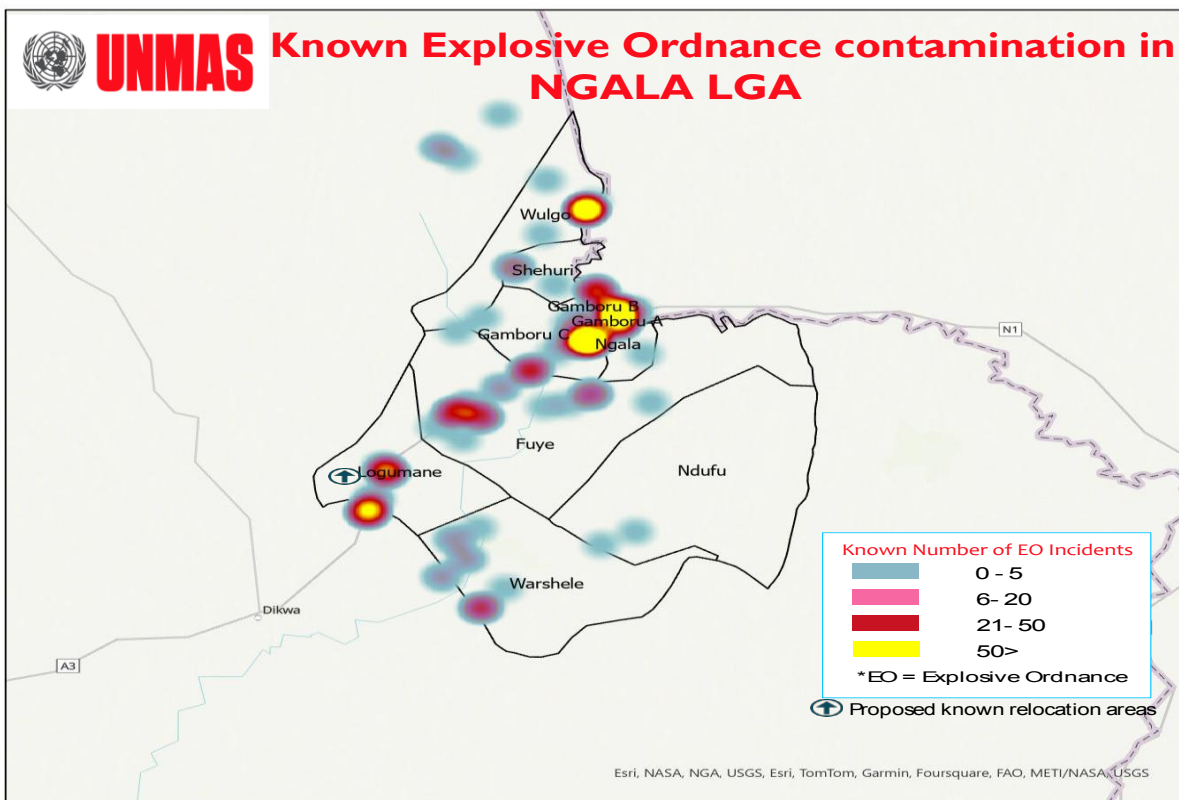 UNMAS
Known Explosive Ordnance contamination in
NGALA LGA
Wulgo
Shehuri
Gamboru B
Gamboru A
Gamboru C
Ngala
N1
Fuye
Logumane
Ndufu
Warshele
Dikwa
A3
Known Number of EO Incidents
0 - 5
6- 20
21- 50
50>
*EO = Explosive Ordnance
Proposed known relocation areas
Esri, NASA, NGA, USGS, Esri, TomTom, Garmin, Foursquare, FAO, METI/NASA, USGS